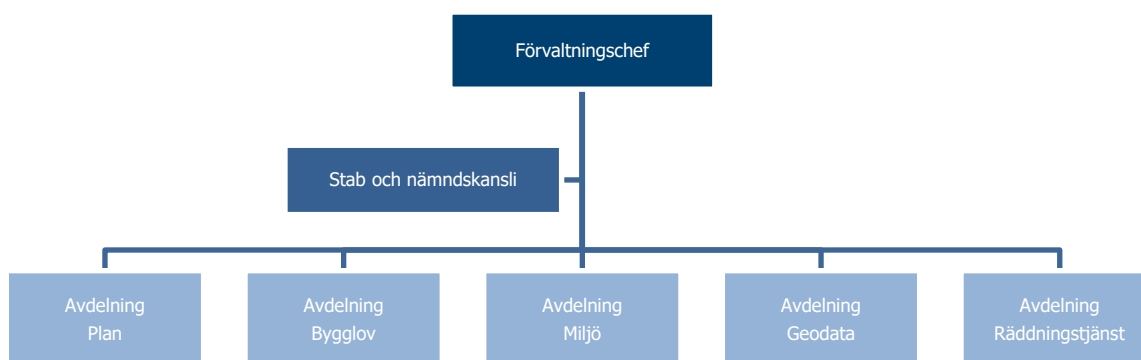 Förvaltningschef
Stab och nämndskansli
Avdelning
Plan
Avdelning
Bygglov
Avdelning
Miljö
Avdelning
Geodata
Avdelning
Räddningstjänst